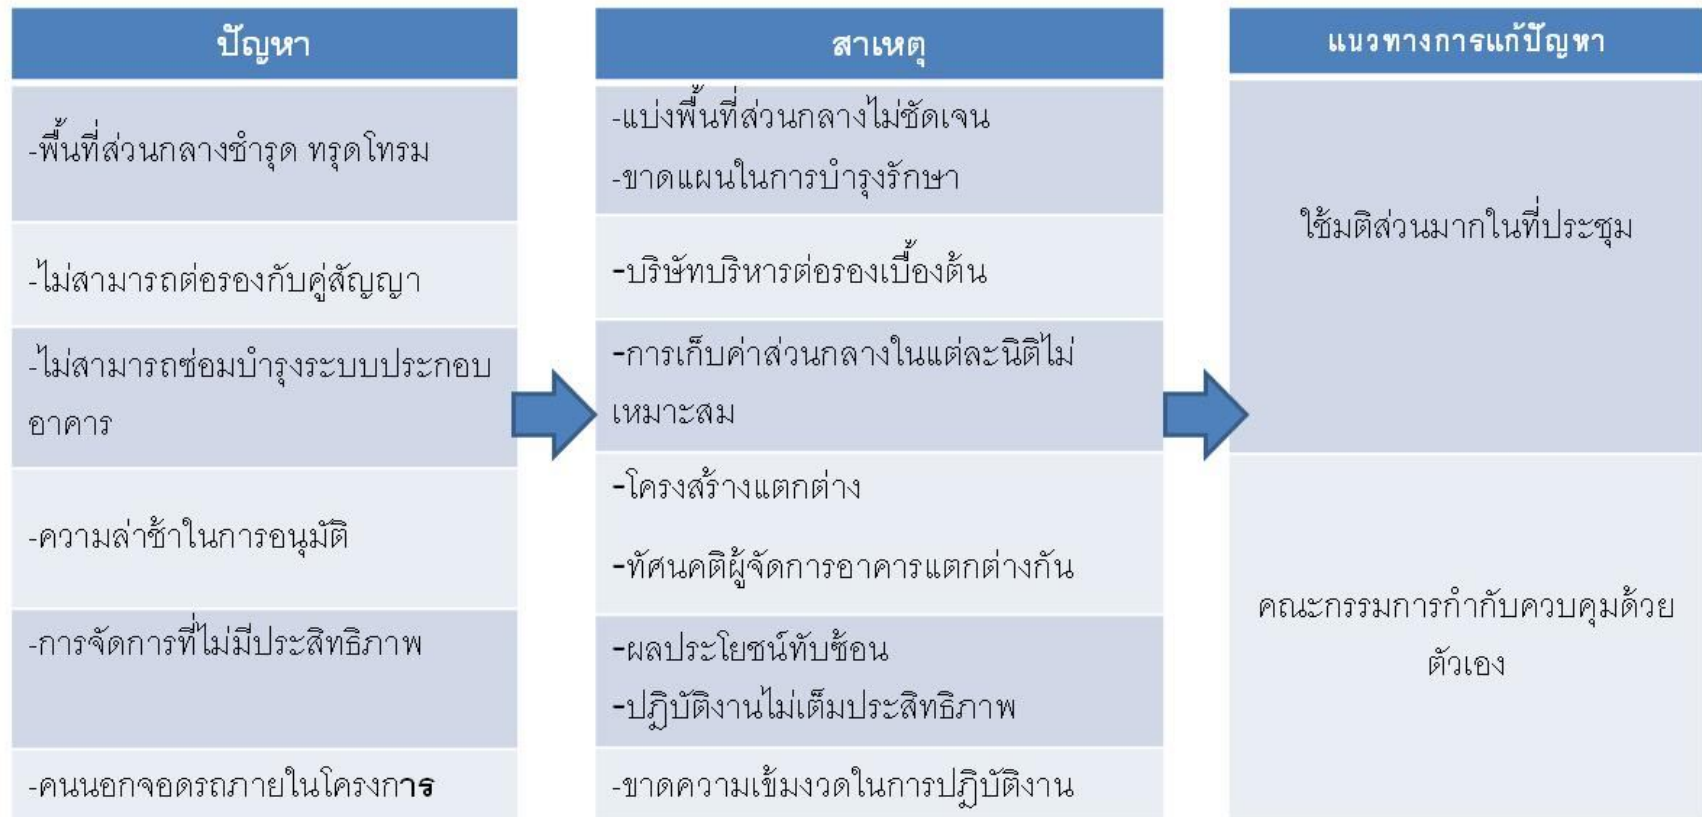 ปัญหา
-พื้นที่ส่วนกลางชำรุด ทรุดโทรม
-ไม่สามารถต่อรองกับคู่สัญญา
-ไม่สามารถซ่อมบำรุงระบบประกอบ
อาคาร
-ความล่าช้าในการอนุมัติ
-การจัดการที่ไม่มีประสิทธิภาพ
-คนนอกจอดรถภายในโครงการ
สาเหตุ
-แบ่งพื้นที่ส่วนกลางไม่ชัดเจน
-ขาดแผนในการบำรุงรักษา
-บริษัทบริหารต่อรองเบื้องต้น
-การเก็บค่าส่วนกลางในแต่ละนิติไม่
เหมาะสม
-โครงสร้างแตกต่าง
-ทัศนคติผู้จัดการอาคารแตกต่างกัน
-ผลประโยชน์ทับซ้อน
-ปฏิบัติงานไม่เต็มประสิทธิภาพ
-ขาดความเข้มงวดในการปฏิบัติงาน
แนวทางการแก้ปัญหา
ใช้มติส่วนมากในที่ประชุม
คณะกรรมการกำกับควบคุมด้วย
ตัวเอง